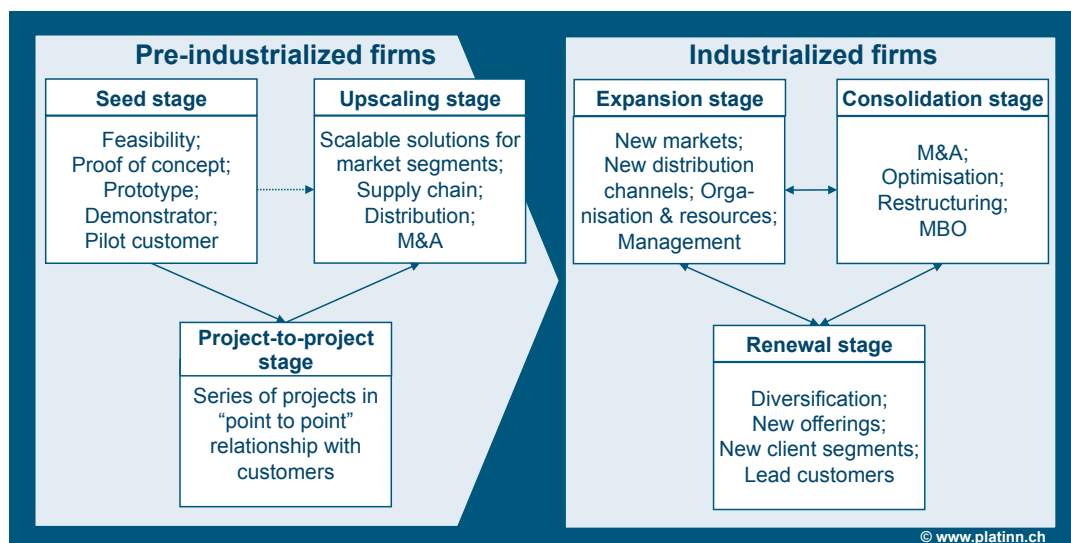 Pre-industrialized firms
Seed stage
Feasibility;
Proof of concept;
Prototype;
Demonstrator;
Pilot customer
Upscaling stage
Scalable solutions for
market segments;
Supply chain;
Distribution;
M&A
Project-to-project
stage
Series of projects in
“point to point”
relationship with
customers
Industrialized firms
Expansion stage
New markets;
New distribution
channels; Orga-
nisation & resources;
Management
Consolidation stage
M&A;
Optimisation;
Restructuring;
MBO
Renewal stage
Diversification;
New offerings;
New client segments;
Lead customers
© www.platinn.ch